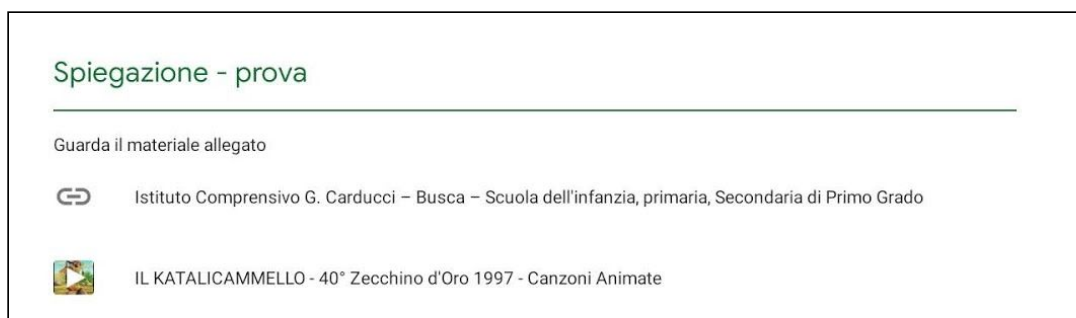 Spiegazione - prova
Guarda il materiale allegato
Istituto Comprensivo G. Carducci – Busca – Scuola dell'infanzia, primaria, Secondaria di Primo Grado
IL KATALICAMMELLO - 40° Zecchino d'Oro 1997 - Canzoni Animate